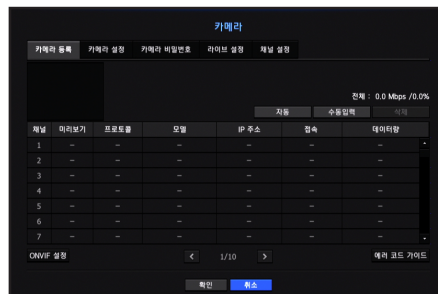 카메라
카메라 등록 카메라 설정 카메라 비밀번호 라이브 설정 채널 설정
전체 : 0.0 Mbps /0.0%
자동 수동입력 삭제
채널 미리보기 프로토콜 모델 IP 주소 접속 데이터량
1 – – – – – –
2 – – – – – –
3 – – – – – –
4 – – – – – –
5 – – – – – –
6 – – – – – –
7 – – – – – –
ONVIF 설정 < 1/10 > 에러 코드 가이드
확인 취소